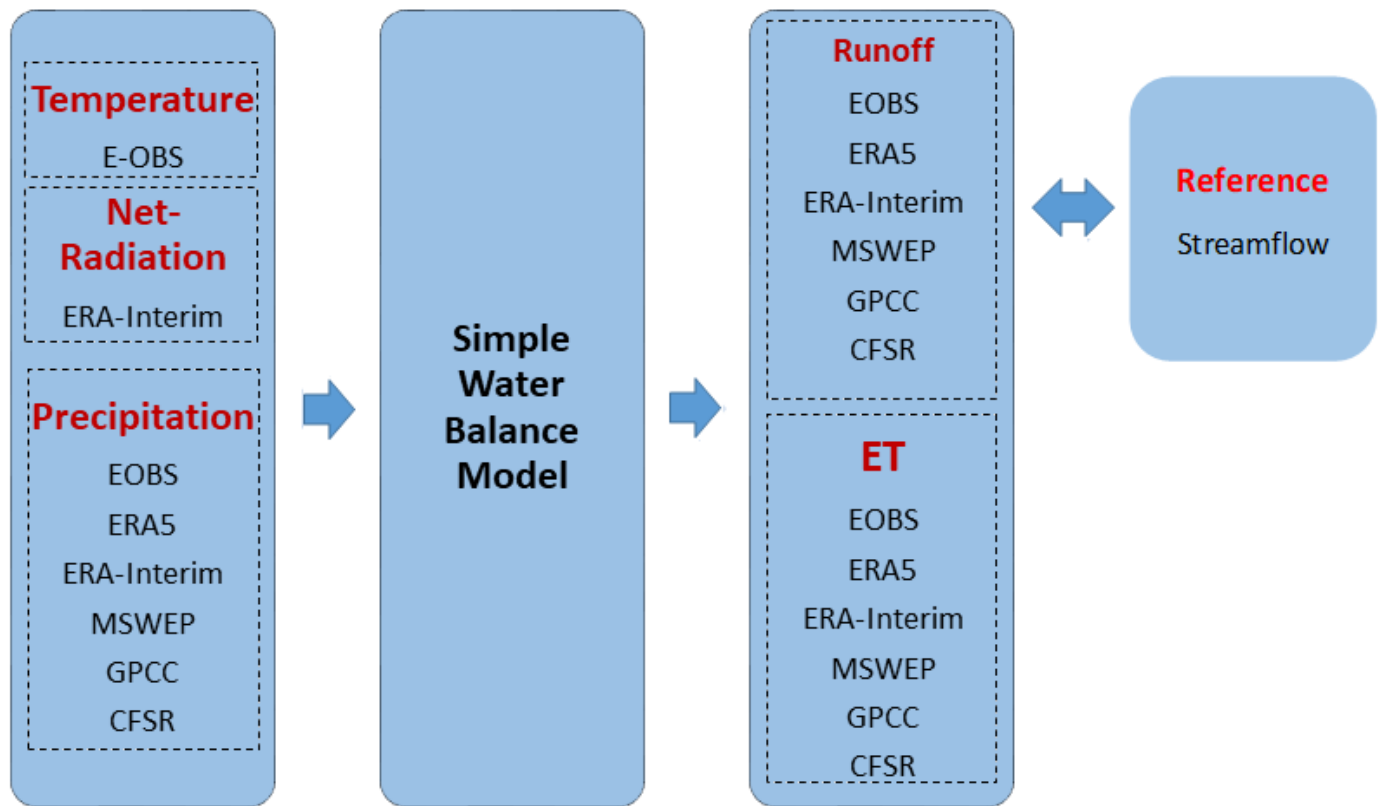 Temperature
E-OBS
Net-
Radiation
ERA-Interim
Precipitation
EOBS
ERA5
ERA-Interim
MSWEP
GPCC
CFSR
Simple
Water
Balance
Model
Runoff
EOBS
ERA5
ERA-Interim
MSWEP
GPCC
CFSR
ET
EOBS
ERA5
ERA-Interim
MSWEP
GPCC
CFSR
Reference
Streamflow